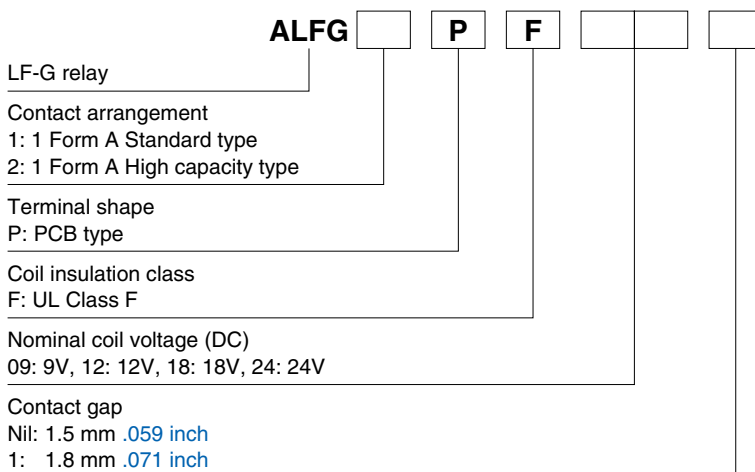 ALFG P F
LF-G relay
Contact arrangement
1: 1 Form A Standard type
2: 1 Form A High capacity type
Terminal shape
P: PCB type
Coil insulation class
F: UL Class F
Nominal coil voltage (DC)
09: 9V, 12: 12V, 18: 18V, 24: 24V
Contact gap
Nil: 1.5 mm .059 inch
1: 1.8 mm .071 inch